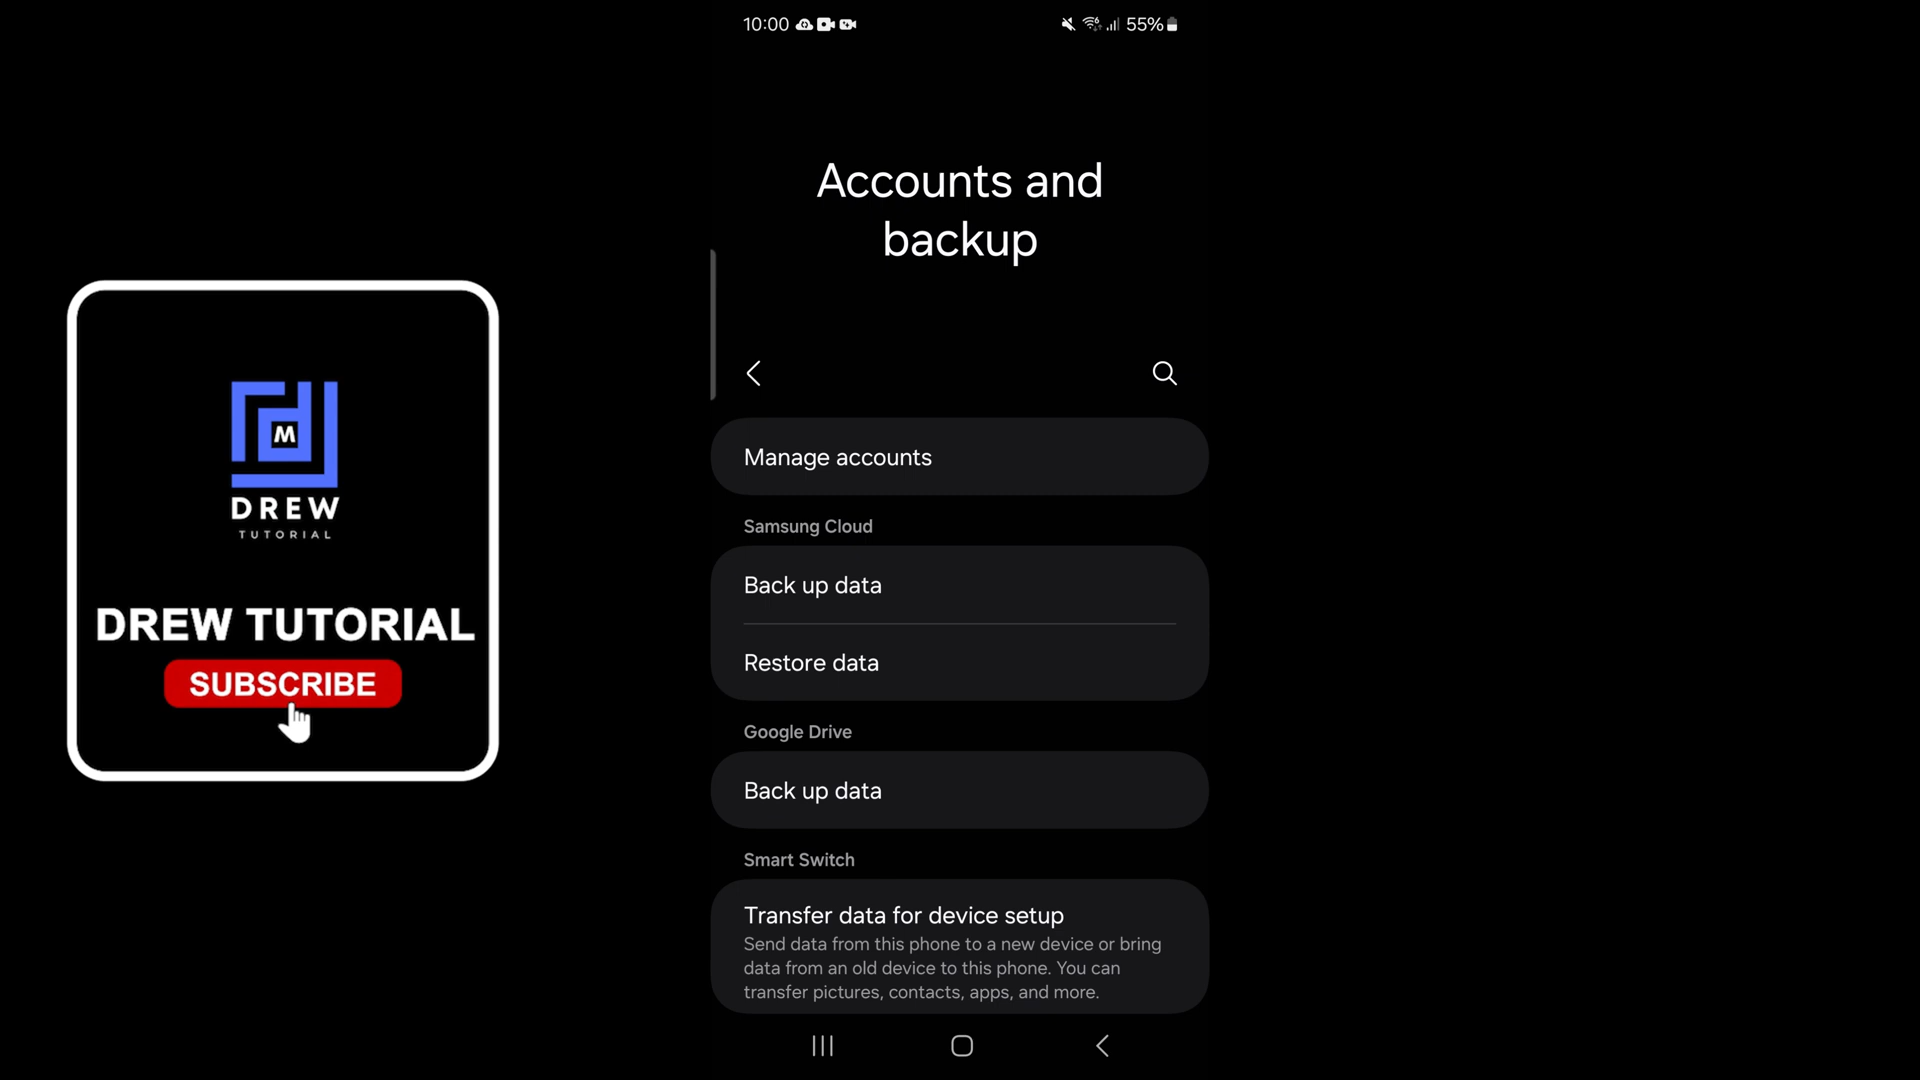 10:00
55%
Accounts and
backup
Manage accounts
Samsung Cloud
Back up data
Restore data
Google Drive
Back up data
Smart Switch
Transfer data for device setup
Send data from this phone to a new device or bring
data from an old device to this phone. You can
transfer pictures, contacts, apps, and more.
M
DREW
TUTORIAL
DREW TUTORIAL
SUBSCRIBE